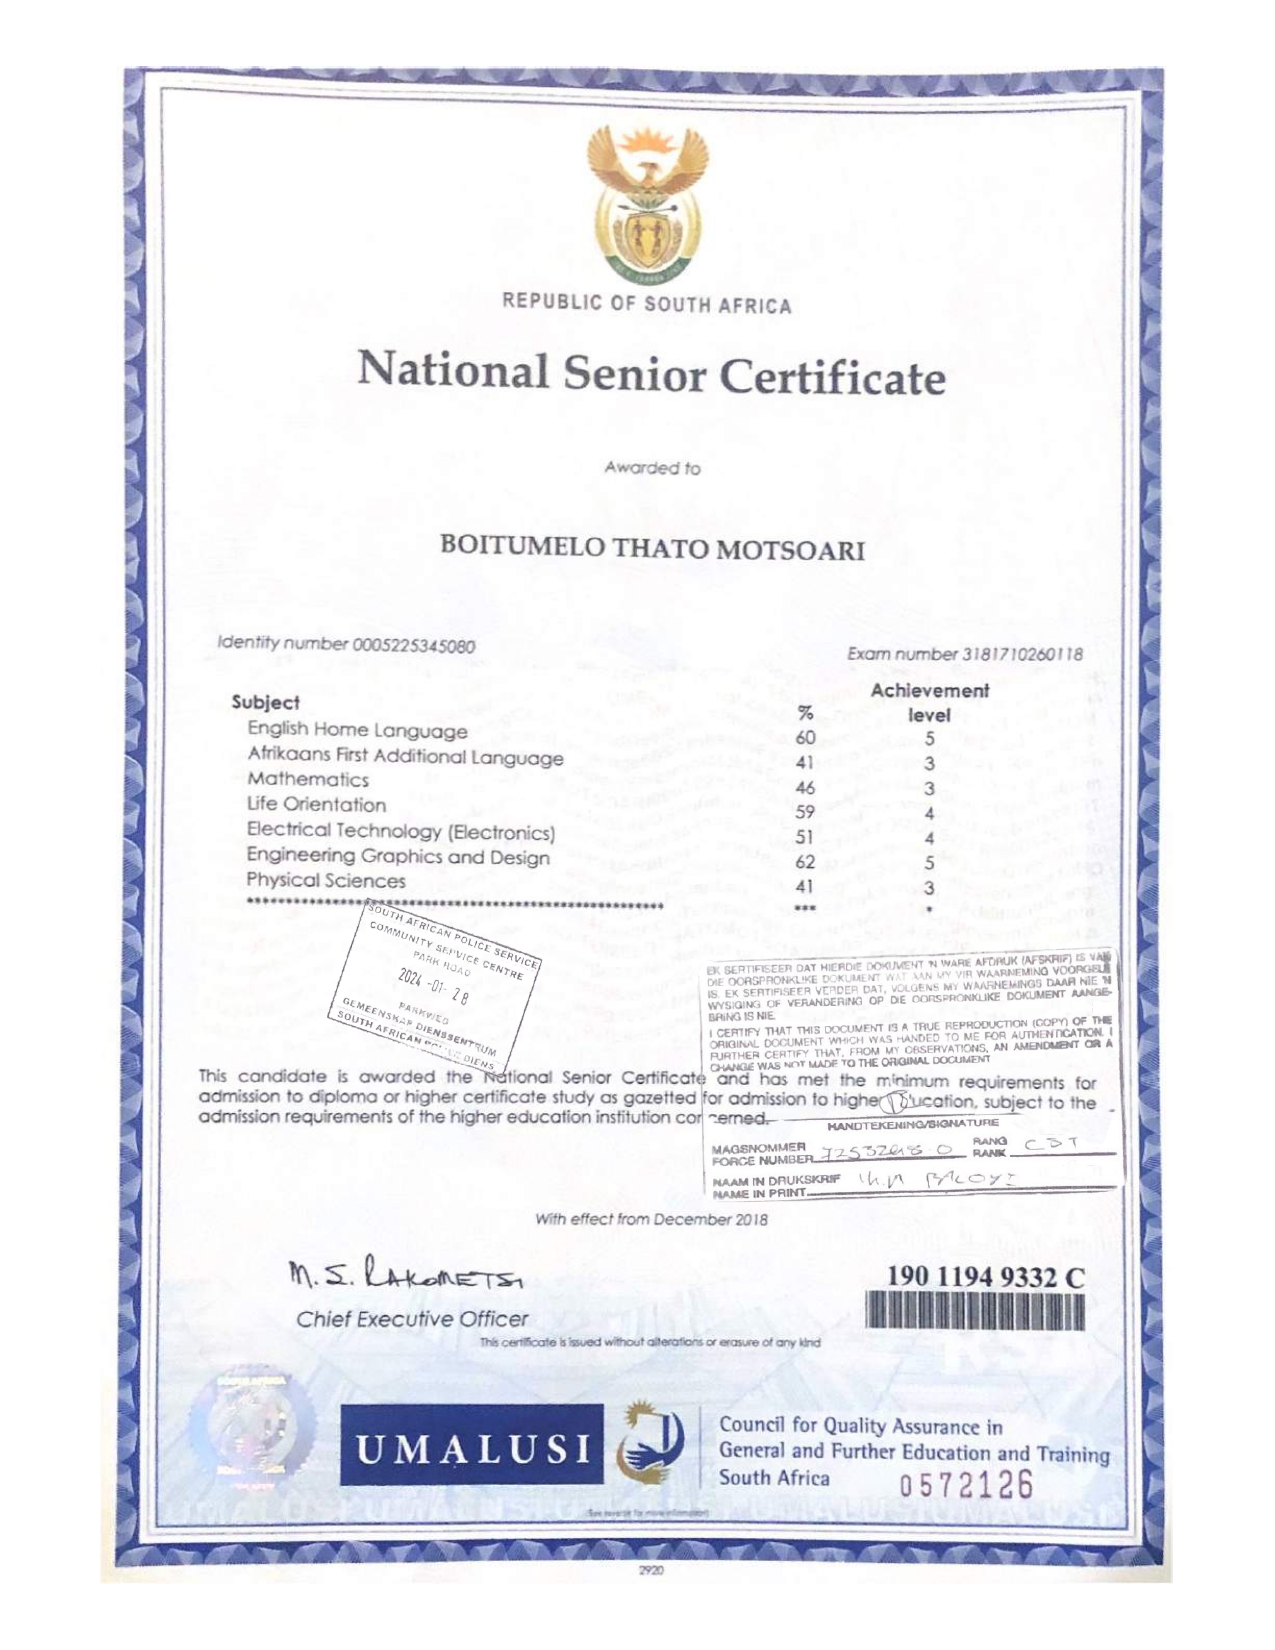 REPUBLIC OF SOUTH AFRICA
National Senior Certificate
Awarded to
BOITUMELO THATO MOTSOARI
Identity number 0005225345080
Exam number 3181710260118
Subject % Achievement level
English Home Language 60 5
Afrikaans First Additional Language 41 3
Mathematics 46 3
Life Orientation 59 4
Electrical Technology (Electronics) 51 4
Engineering Graphics and Design 62 5
Physical Sciences 41 3
*** *
SOUTH AFRICAN POLICE SERVICE
COMMUNITY SERVICE CENTRE
PARK ROAD
2024 -01- 28
PARKWEG
GEMEENSKAP DIENSSENTRUM
SOUTH AFRICAN DIENS
EK SERTIFISEER DAT HIERDIE DOKUMENT 'N WARE AFDRUK (AFSKRIF) IS VAN
DIE OORSPRONKLIKE DOKUMENT WAT AAN MY VIR WAARNEMING VOORGELE
IS. EK SERTIFISEER VERDER DAT, VOLGENS MY WAARNEMINGS DAAR NIE 'N
WYSIGING OF VERANDERING OP DIE OORSPRONKLIKE DOKUMENT AANGE-
BRING IS NIE
I CERTIFY THAT THIS DOCUMENT IS A TRUE REPRODUCTION (COPY) OF THE
ORIGINAL DOCUMENT WHICH WAS HANDED TO ME FOR AUTHENTICATION. I
FURTHER CERTIFY THAT, FROM MY OBSERVATIONS, AN AMENDMENT OR A
CHANGE WAS NOT MADE TO THE ORIGINAL DOCUMENT
This candidate is awarded the National Senior Certificate and has met the minimum requirements for
admission to diploma or higher certificate study as gazetted for admission to higher education, subject to the
admission requirements of the higher education institution concerned.
HANDTEKENING/SIGNATURE
MAGSNOMMER RANG
FORCE NUMBER RANK CST
NAAM IN DRUKSKRIF
NAME IN PRINT BALOYI
With effect from December 2018
M.S. RAKOMETSI
190 1194 9332 C
Chief Executive Officer
This certificate is issued without alterations or erasure of any kind
UMALUSI
Council for Quality Assurance in
General and Further Education and Training
South Africa 0572126
See reverse for more information
2920